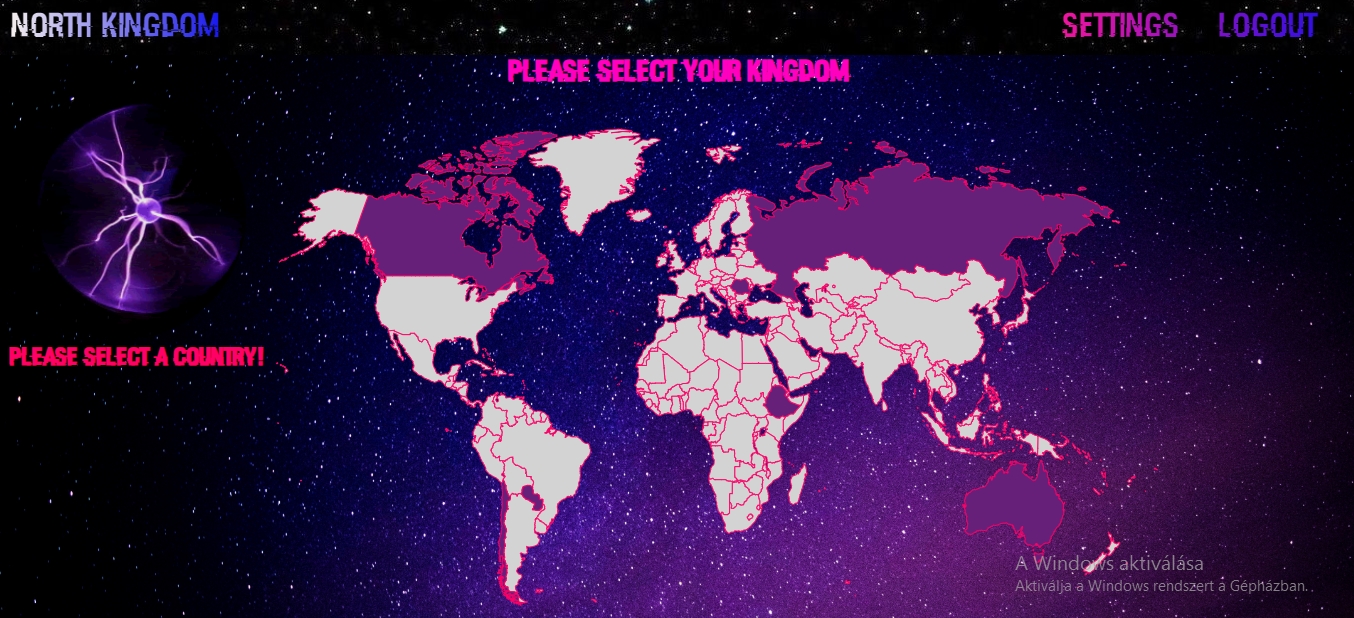 NORTH KINGDOM
SETTINGS
LOGOUT
PLEASE SELECT YOUR KINGDOM
PLEASE SELECT A COUNTRY!
A Windows aktiválása
Aktiválja a Windows rendszert a Gépházban.